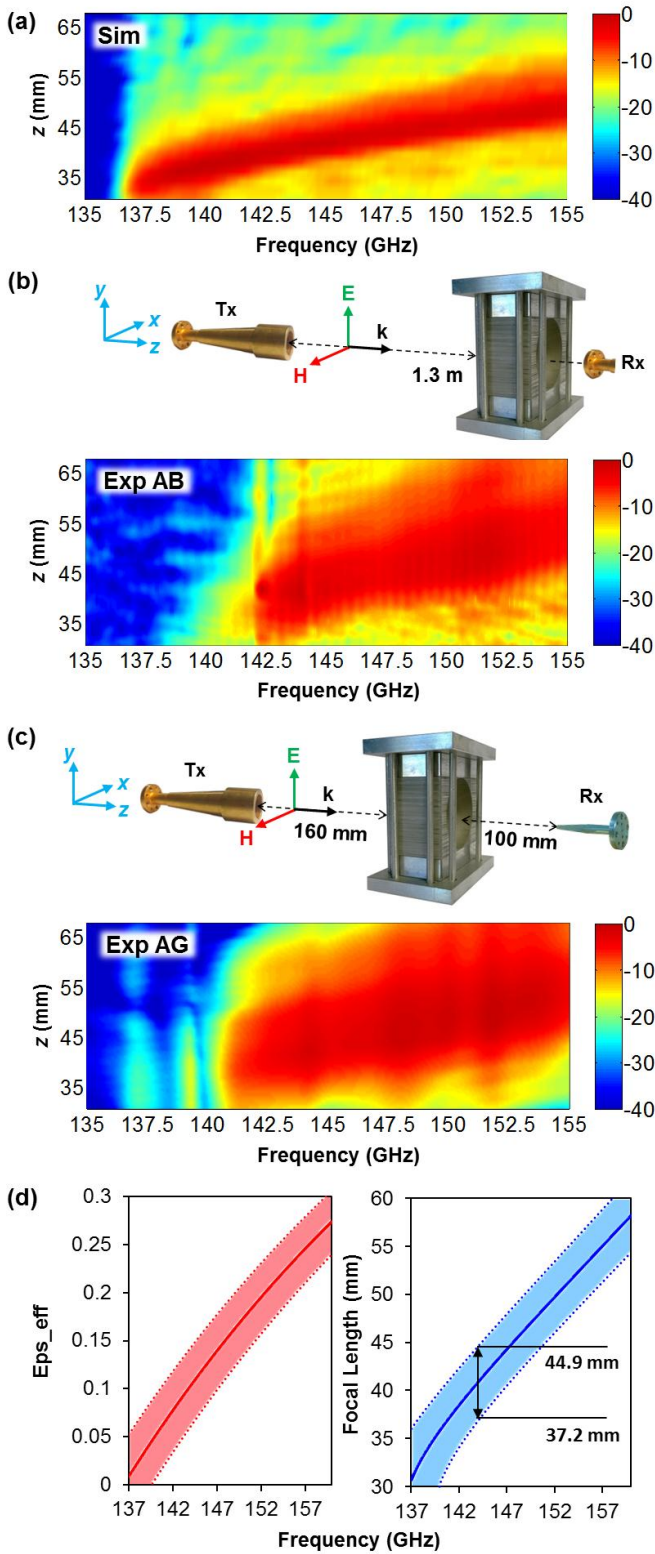 (a)
Sim
z (mm)
65
55
45
35
135 137.5 140 142.5 145 147.5 150 152.5 155
Frequency (GHz)
0
-10
-20
-30
-40
(b)
y
x
z
Tx
E
k
H
1.3 m
Rx
Exp AB
z (mm)
65
55
45
35
135 137.5 140 142.5 145 147.5 150 152.5 155
Frequency (GHz)
0
-10
-20
-30
-40
(c)
y
x
z
Tx
E
k
H
160 mm
100 mm
Rx
Exp AG
z (mm)
65
55
45
35
135 137.5 140 142.5 145 147.5 150 152.5 155
Frequency (GHz)
0
-10
-20
-30
-40
(d)
Eps_eff
0.3
0.25
0.2
0.15
0.1
0.05
0
137 142 147 152 157
Focal Length (mm)
60
55
50
45
40
35
30
44.9 mm
37.2 mm
137 142 147 152 157
Frequency (GHz)